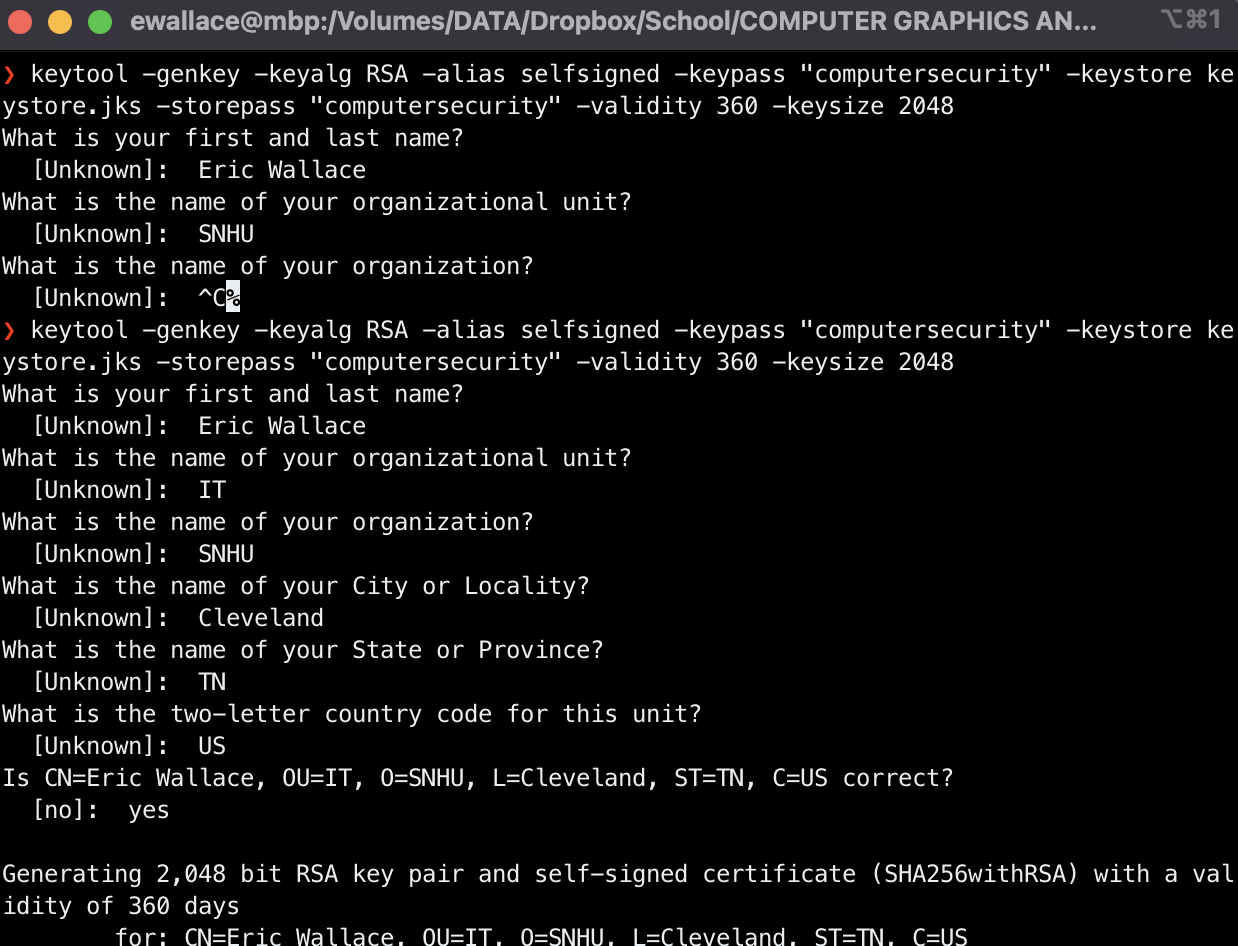 ewallace@mbp:/Volumes/DATA/Dropbox/School/COMPUTER GRAPHICS AN... ⌥⌘1
❯ keytool -genkey -keyalg RSA -alias selfsigned -keypass "computersecurity" -keystore ke
ystore.jks -storepass "computersecurity" -validity 360 -keysize 2048
What is your first and last name?
  [Unknown]:  Eric Wallace
What is the name of your organizational unit?
  [Unknown]:  SNHU
What is the name of your organization?
  [Unknown]:  ^C%
❯ keytool -genkey -keyalg RSA -alias selfsigned -keypass "computersecurity" -keystore ke
ystore.jks -storepass "computersecurity" -validity 360 -keysize 2048
What is your first and last name?
  [Unknown]:  Eric Wallace
What is the name of your organizational unit?
  [Unknown]:  IT
What is the name of your organization?
  [Unknown]:  SNHU
What is the name of your City or Locality?
  [Unknown]:  Cleveland
What is the name of your State or Province?
  [Unknown]:  TN
What is the two-letter country code for this unit?
  [Unknown]:  US
Is CN=Eric Wallace, OU=IT, O=SNHU, L=Cleveland, ST=TN, C=US correct?
  [no]:  yes
Generating 2,048 bit RSA key pair and self-signed certificate (SHA256withRSA) with a val
idity of 360 days
        for: CN=Eric Wallace, OU=IT, O=SNHU, L=Cleveland, ST=TN, C=US